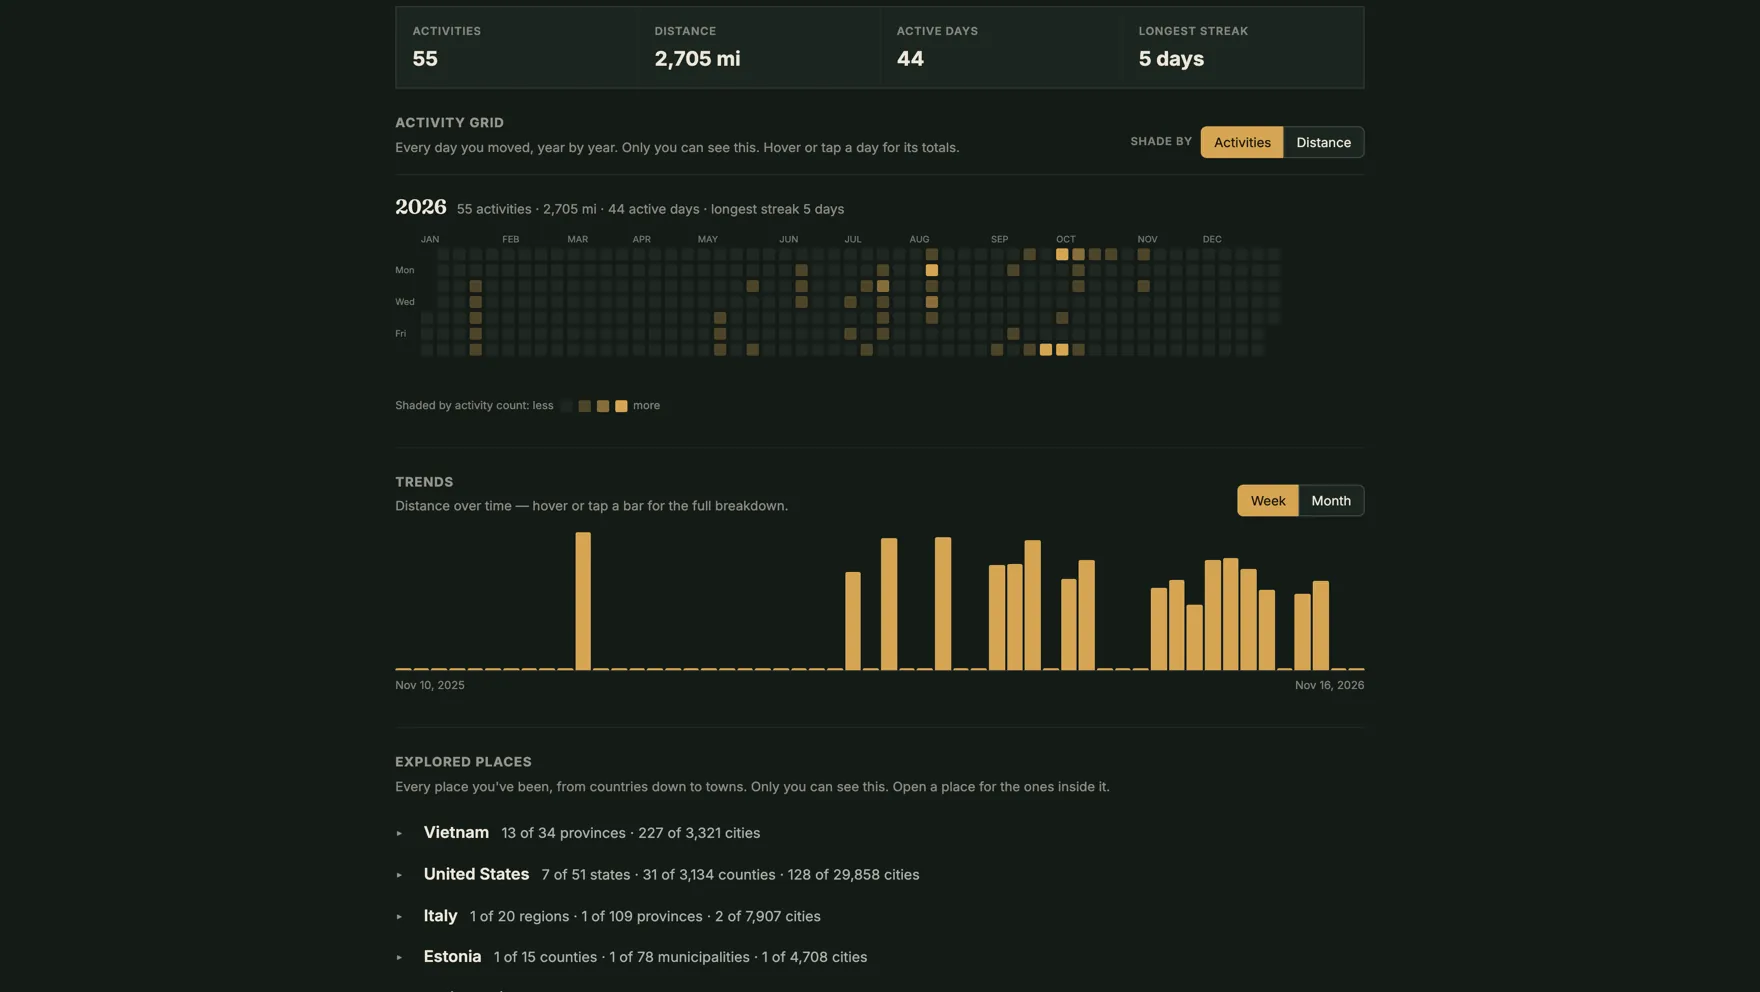 ACTIVITIES DISTANCE ACTIVE DAYS LONGEST STREAK
55 2,705 mi 44 5 days
ACTIVITY GRID
Every day you moved, year by year. Only you can see this. Hover or tap a day for its totals.
SHADE BY Activities Distance
2026 55 activities · 2,705 mi · 44 active days · longest streak 5 days
JAN FEB MAR APR MAY JUN JUL AUG SEP OCT NOV DEC
Mon
Wed
Fri
Shaded by activity count: less more
TRENDS
Distance over time — hover or tap a bar for the full breakdown.
Week Month
Nov 10, 2025 Nov 16, 2026
EXPLORED PLACES
Every place you've been, from countries down to towns. Only you can see this. Open a place for the ones inside it.
Vietnam 13 of 34 provinces · 227 of 3,321 cities
United States 7 of 51 states · 31 of 3,134 counties · 128 of 29,858 cities
Italy 1 of 20 regions · 1 of 109 provinces · 2 of 7,907 cities
Estonia 1 of 15 counties · 1 of 78 municipalities · 1 of 4,708 cities